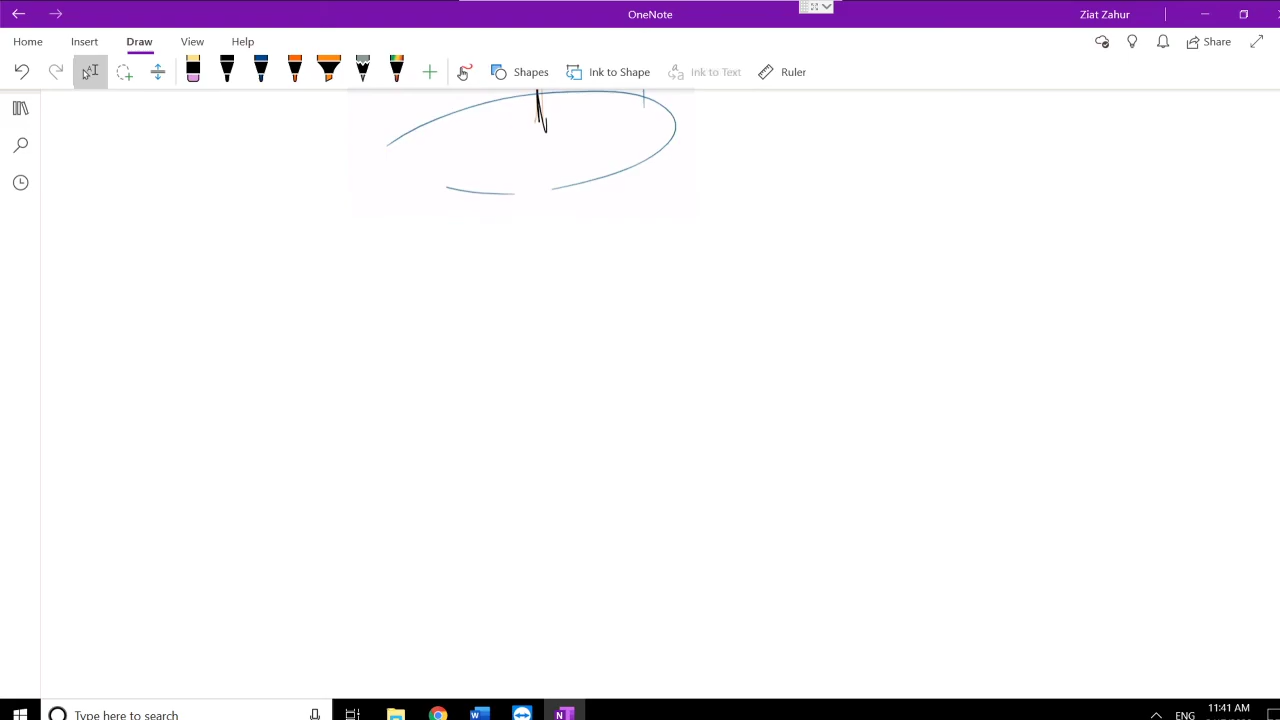 OneNote
Ziat Zahur
Home
Insert
Draw
View
Help
Share
Shapes
Ink to Shape
Ink to Text
Ruler
Type here to search
ENG
11:41 AM